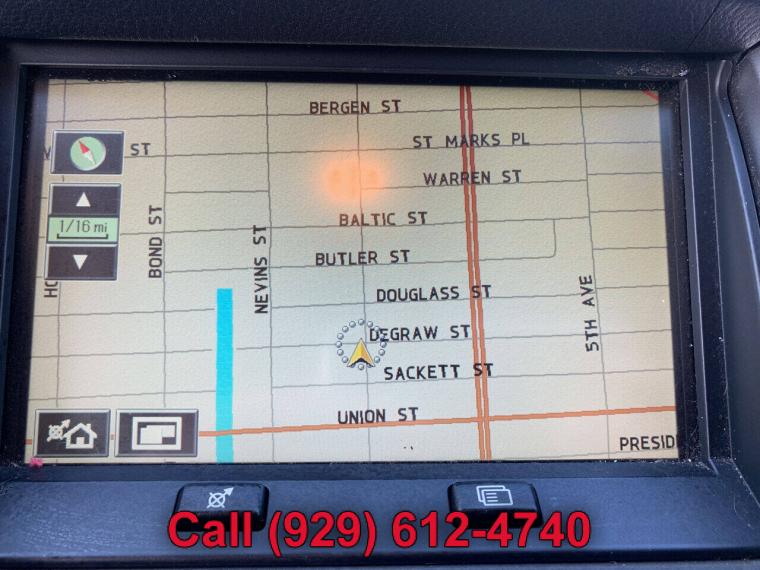 BERGEN ST
ST
ST MARKS PL
WARREN ST
1/16 mi
BALTIC ST
BOND ST
NEVINS ST
BUTLER ST
DOUGLASS ST
5TH AVE
DEGRAW ST
SACKETT ST
UNION ST
Call (929) 612-4740